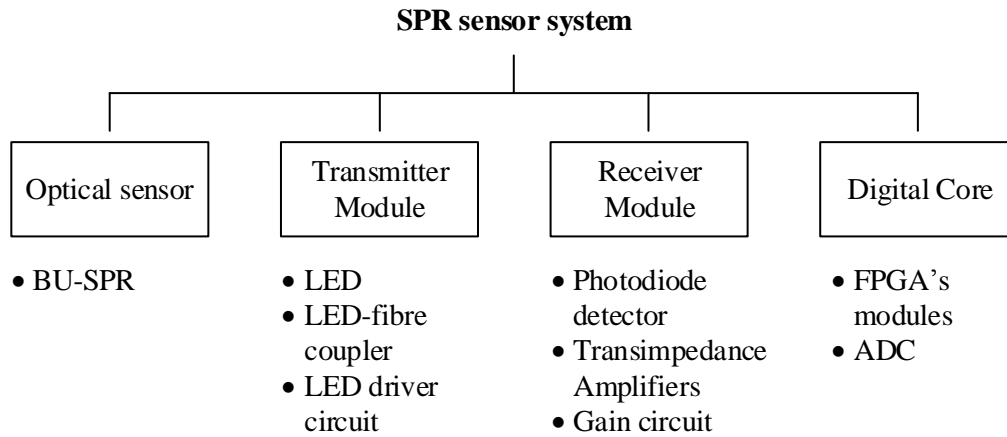 SPR sensor system
Optical sensor
• BU-SPR
Transmitter
Module
• LED
• LED-fibre
coupler
• LED driver
circuit
Receiver
Module
• Photodiode
detector
• Transimpedance
Amplifiers
• Gain circuit
Digital Core
• FPGA’s
modules
• ADC